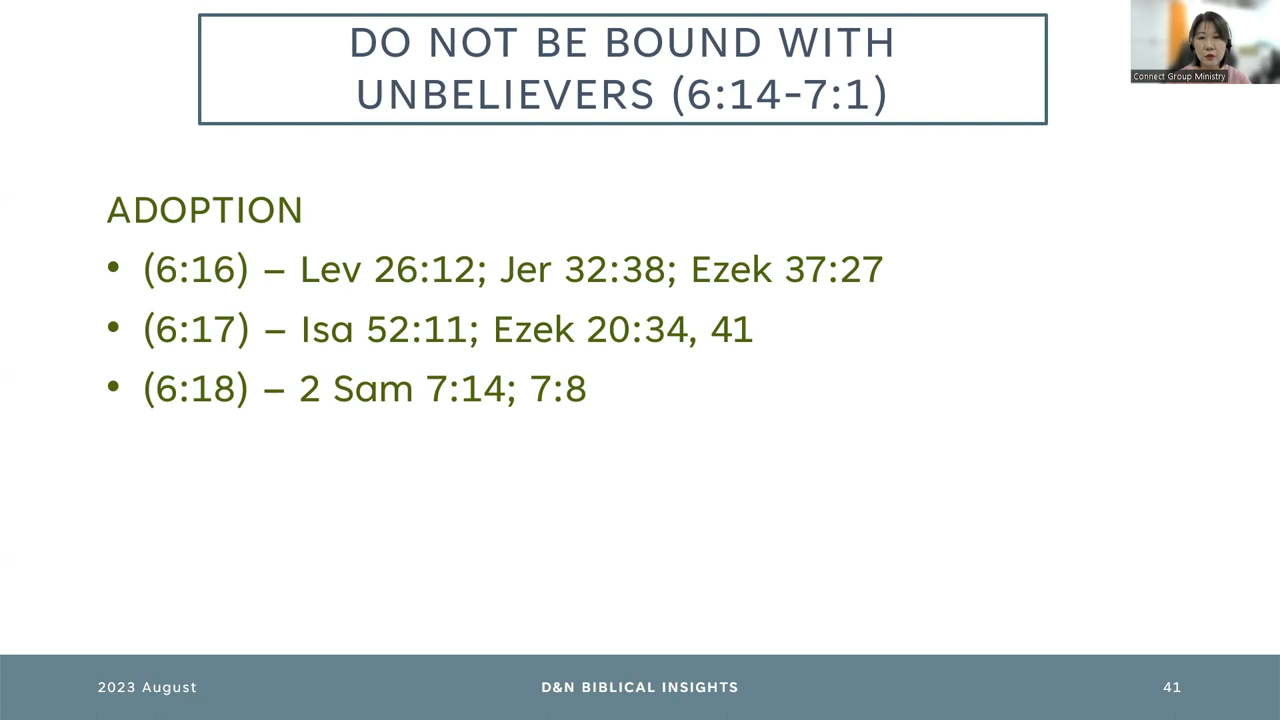 DO NOT BE BOUND WITH
UNBELIEVERS (6:14-7:1)
Connect Group Ministry
ADOPTION
• (6:16) – Lev 26:12; Jer 32:38; Ezek 37:27
• (6:17) – Isa 52:11; Ezek 20:34, 41
• (6:18) – 2 Sam 7:14; 7:8
2023 August
D&N BIBLICAL INSIGHTS
41